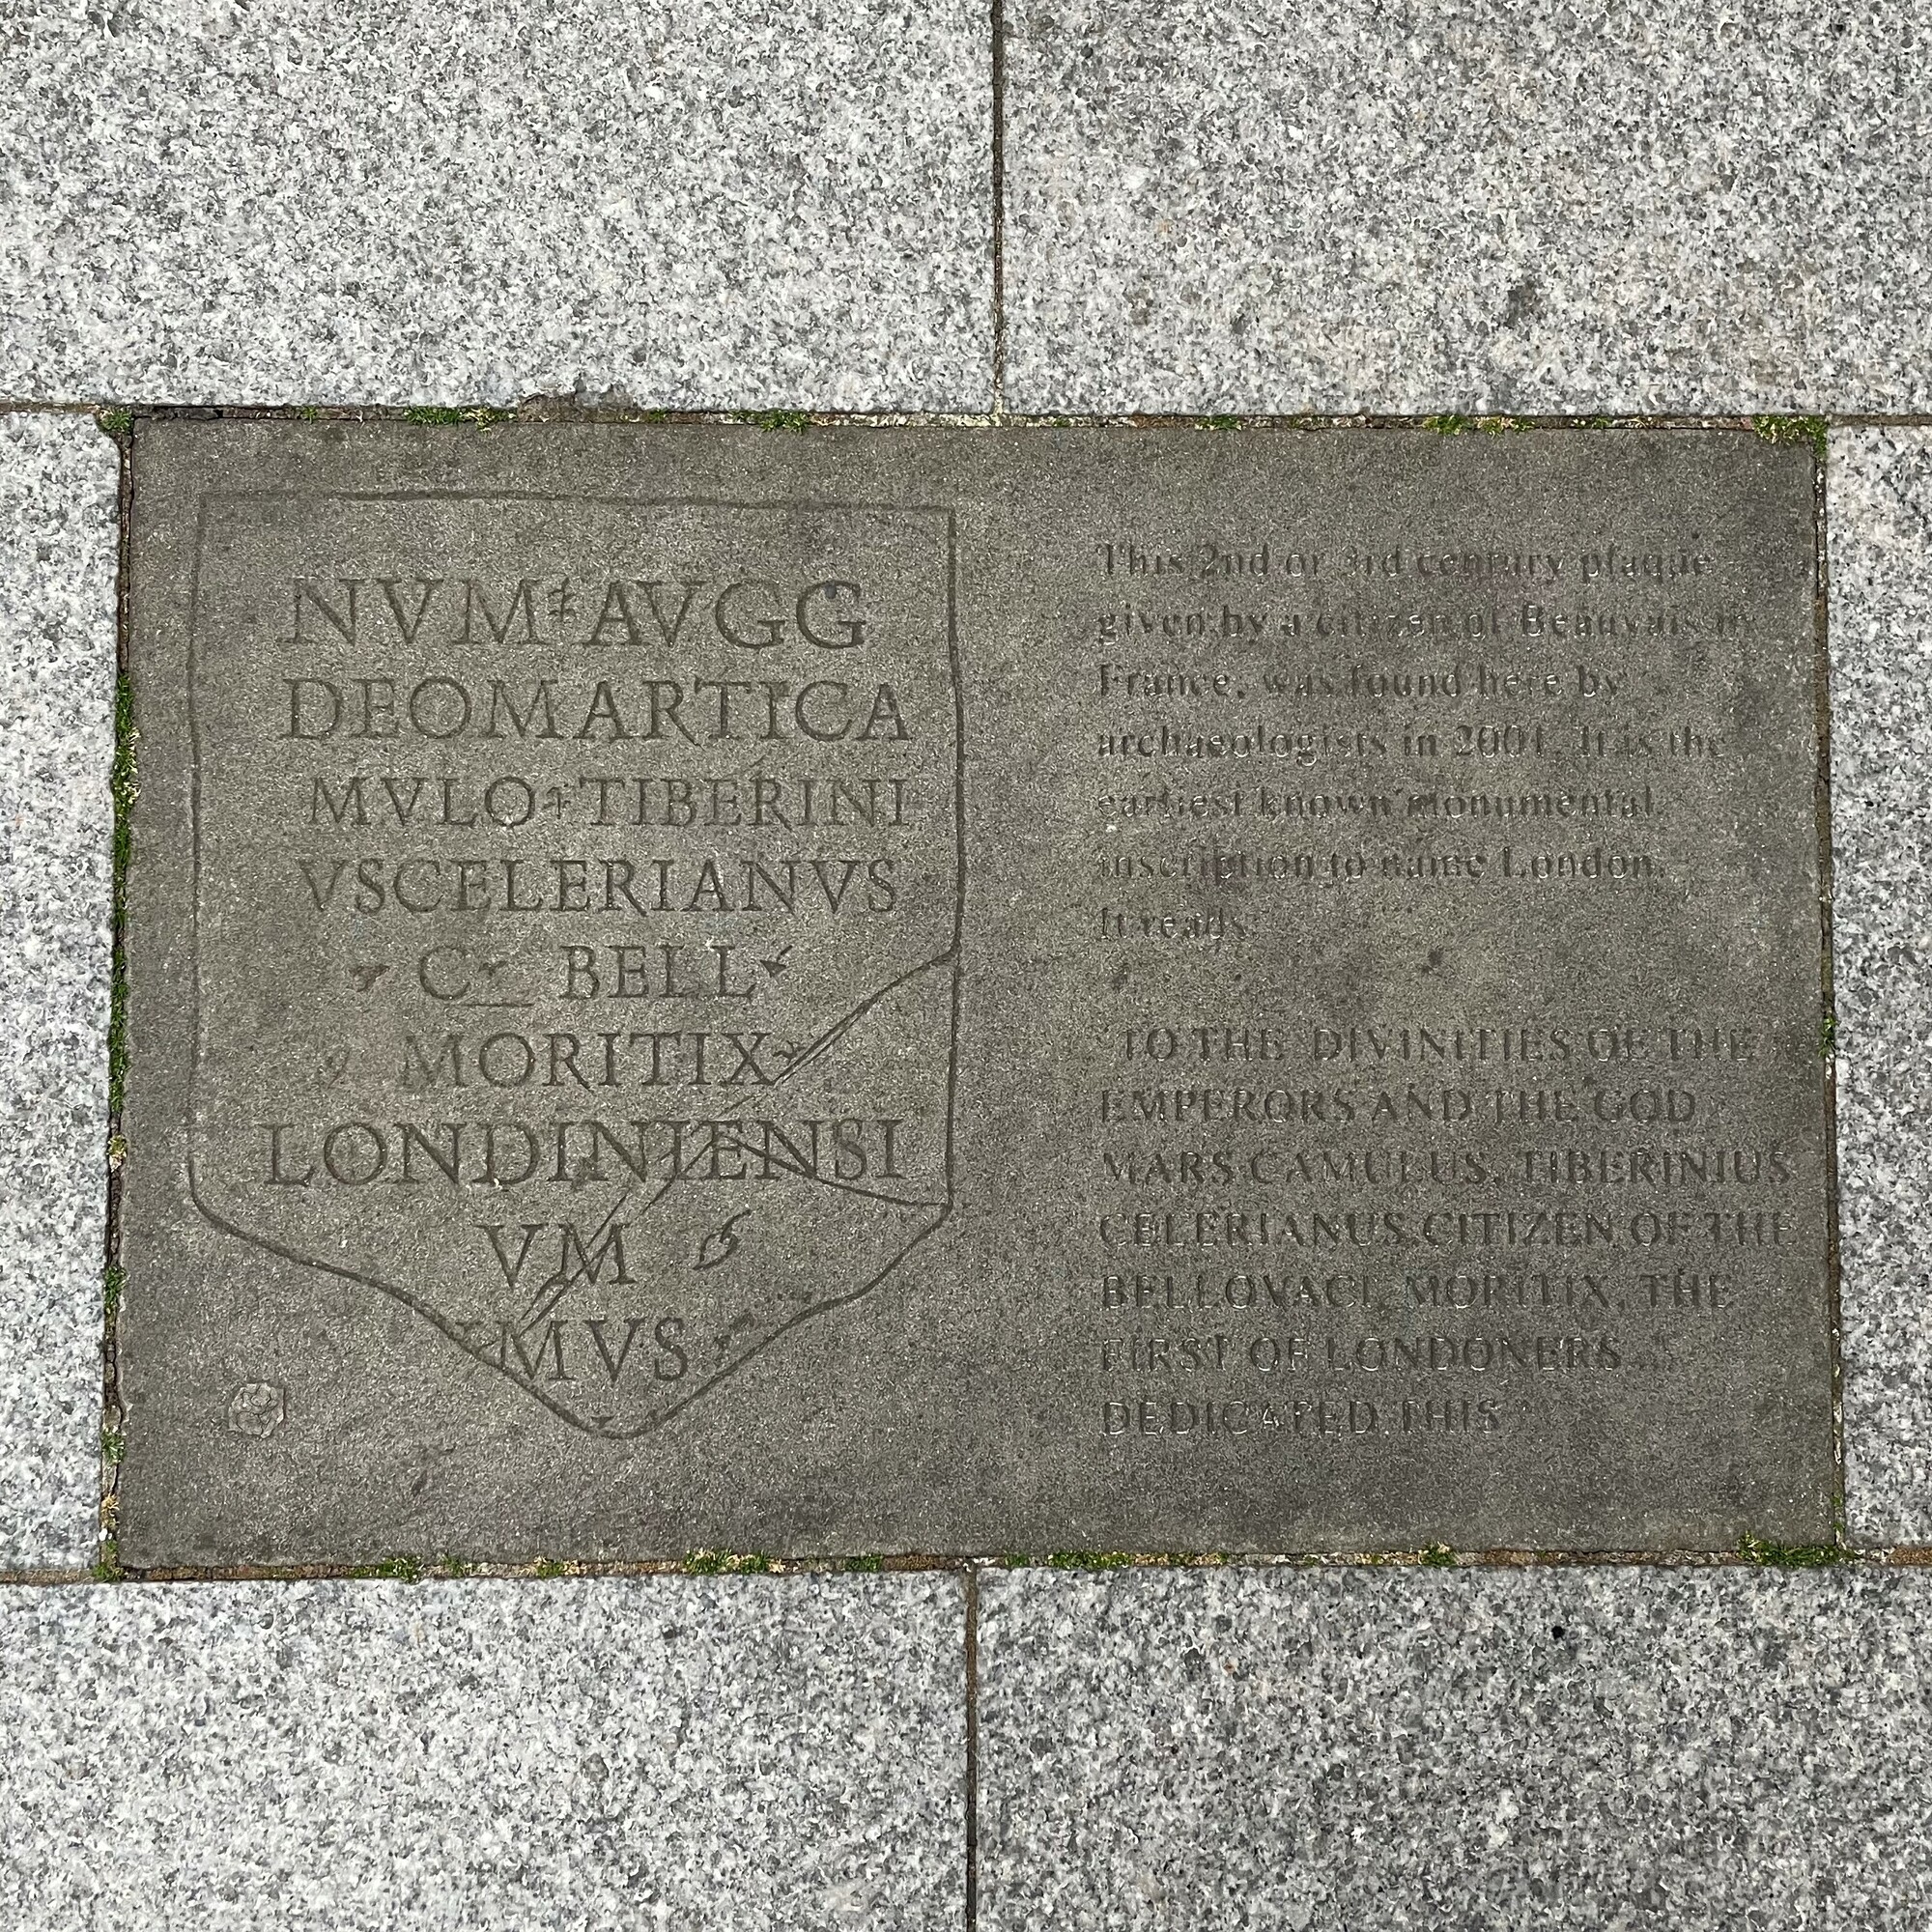 NVM AVGG
DEOMARTICA
MVLO TIBERINI
VSCELERIANVS
C BELL
MORITIX
LONDINIENSI
VM
MVS
This 2nd or 3rd century plaque
given by a citizen of Beauvais in
France, was found here by
archaeologists in 2001. It is the
earliest known monumental
inscription to name London.
It reads
TO THE DIVINITIES OF THE
EMPERORS AND THE GOD
MARS CAMULUS, TIBERINIUS
CELERIANUS CITIZEN OF THE
BELLOVACI, MORITIX, THE
FIRST OF LONDONERS
DEDICATED THIS